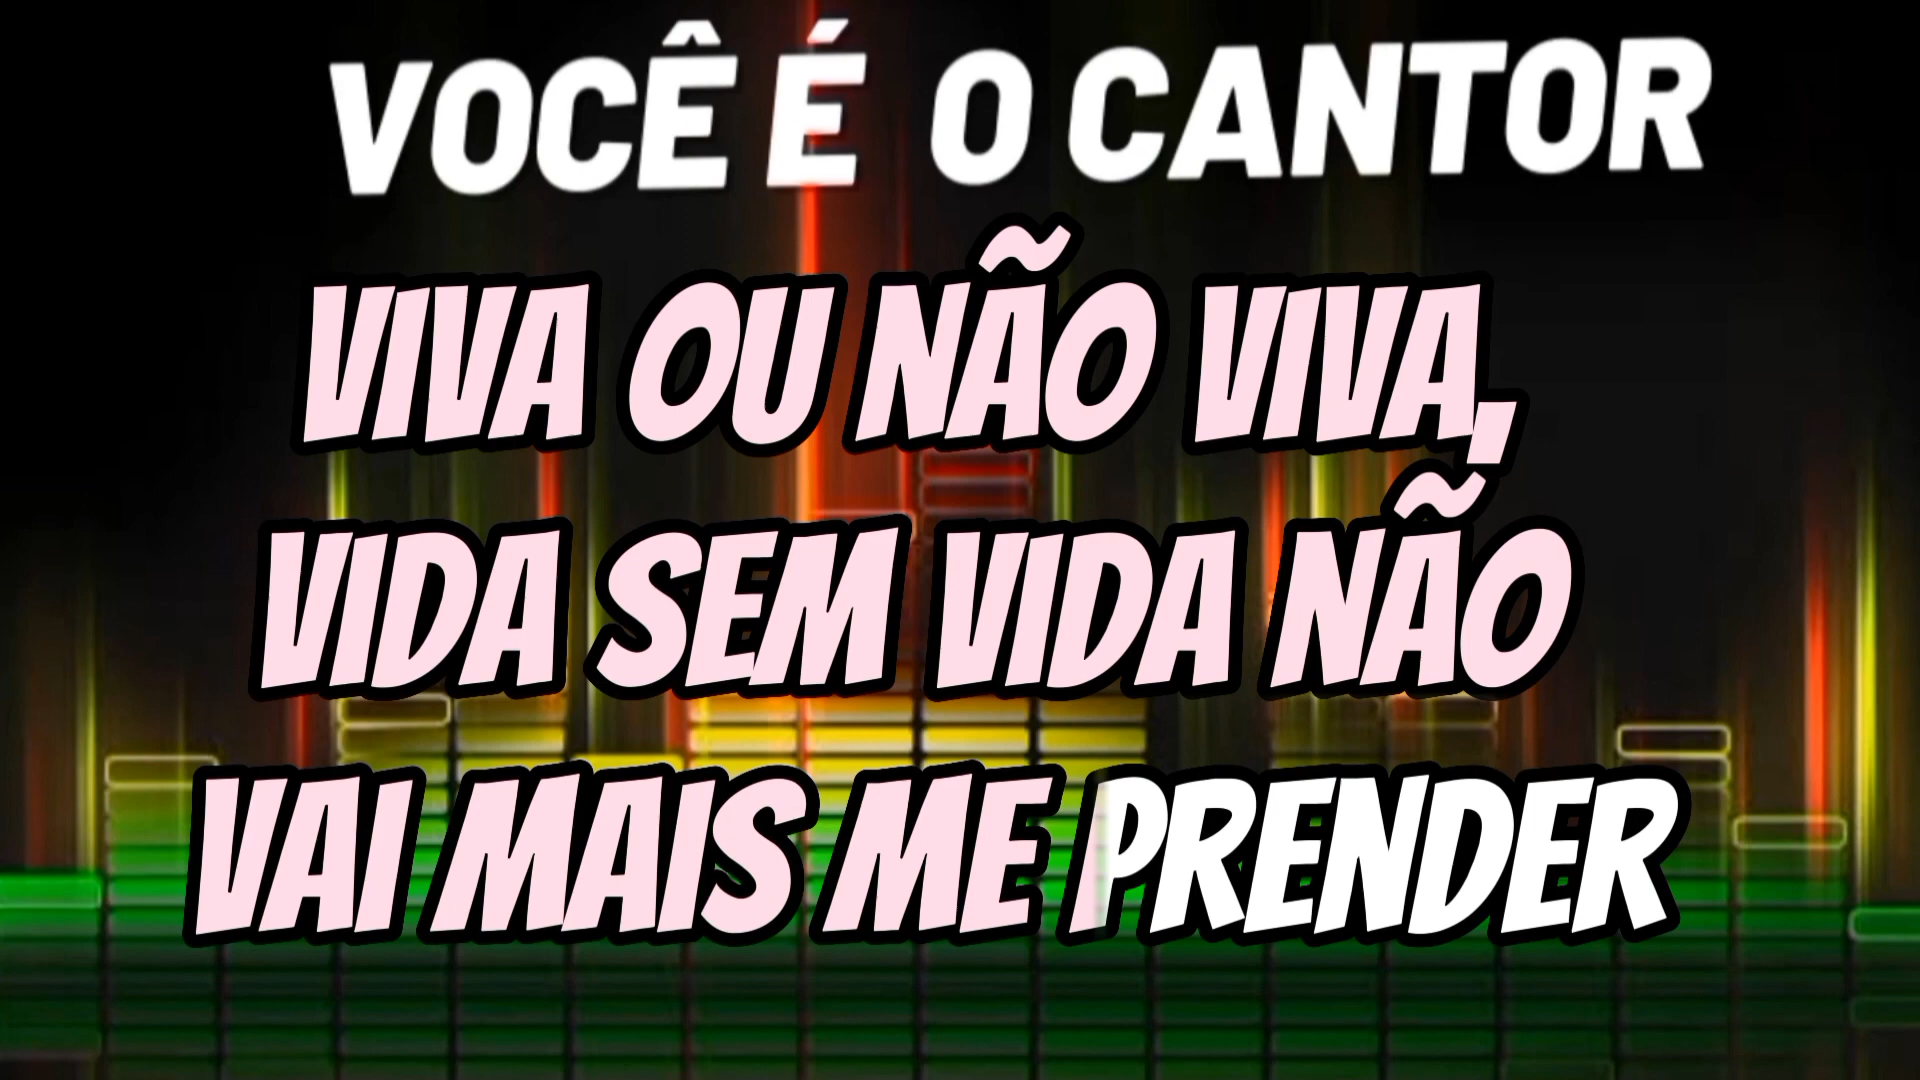 VOCÊ É O CANTOR
VIVA OU NÃO VIVA,
VIDA SEM VIDA NÃO
VAI MAIS ME PRENDER